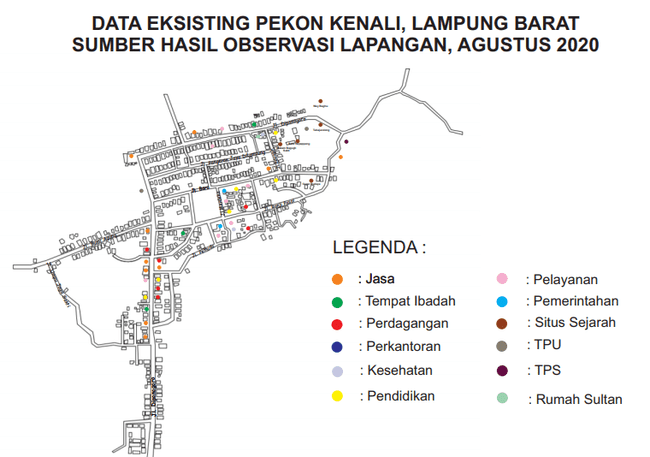 DATA EKSISTING PEKON KENALI, LAMPUNG BARAT
SUMBER HASIL OBSERVASI LAPANGAN, AGUSTUS 2020
LEGENDA :
: Jasa
: Tempat Ibadah
: Perdagangan
: Perkantoran
: Kesehatan
: Pendidikan
: Pelayanan
: Pemerintahan
: Situs Sejarah
: TPU
: TPS
: Rumah Sultan